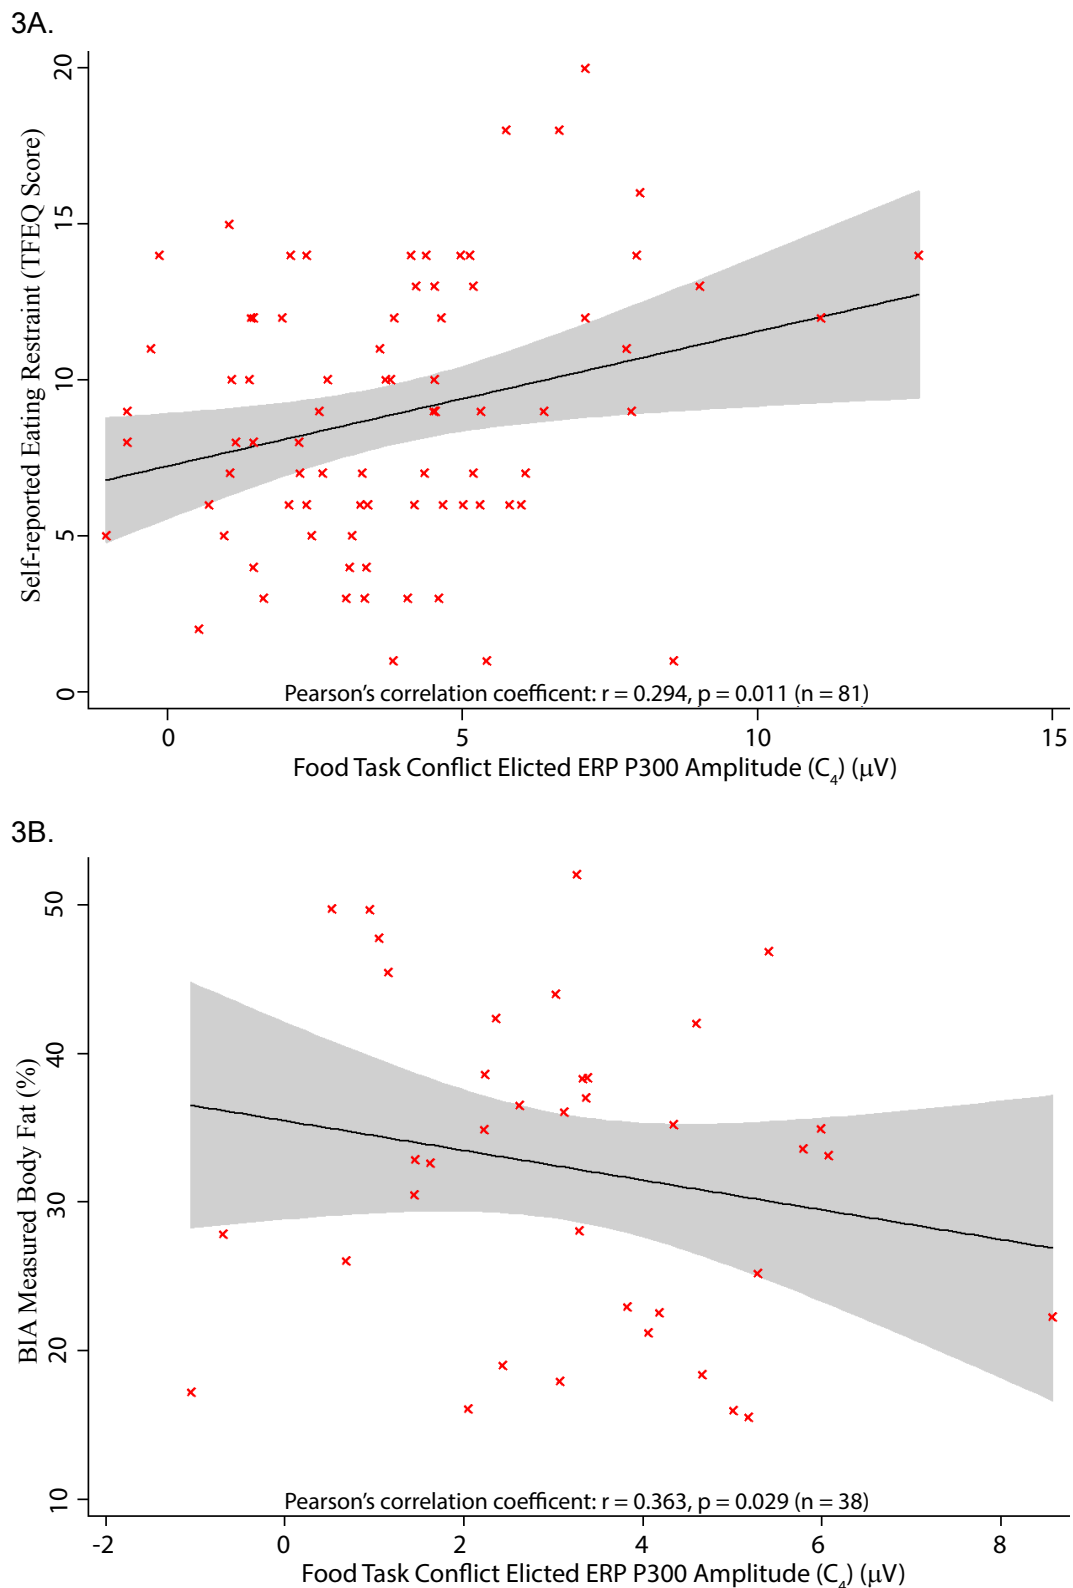 3A.
20
15
10
5
0
Self-reported Eating Restraint (TFEQ Score)
Pearson's correlation coefficent: r = 0.294, p = 0.011 (n = 81)
0 5 10 15
Food Task Conflict Elicted ERP P300 Amplitude (C₄) (µV)
3B.
50
40
30
20
10
BIA Measured Body Fat (%)
Pearson's correlation coefficent: r = 0.363, p = 0.029 (n = 38)
-2 0 2 4 6 8
Food Task Conflict Elicted ERP P300 Amplitude (C₄) (µV)